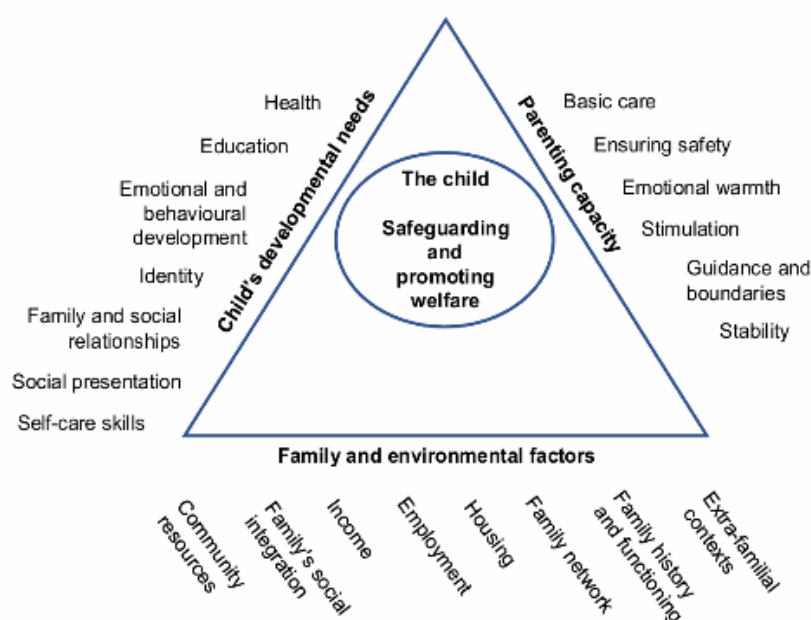 Health
Education
Emotional and
behavioural
development
Identity
Family and social
relationships
Social presentation
Self-care skills
Child's developmental needs
The child
Safeguarding
and
promoting
welfare
Parenting capacity
Basic care
Ensuring safety
Emotional warmth
Stimulation
Guidance and
boundaries
Stability
Family and environmental factors
Community
resources
Family's social
integration
Income
Employment
Housing
Family network
Family history
and functioning
Extra-familial
contexts